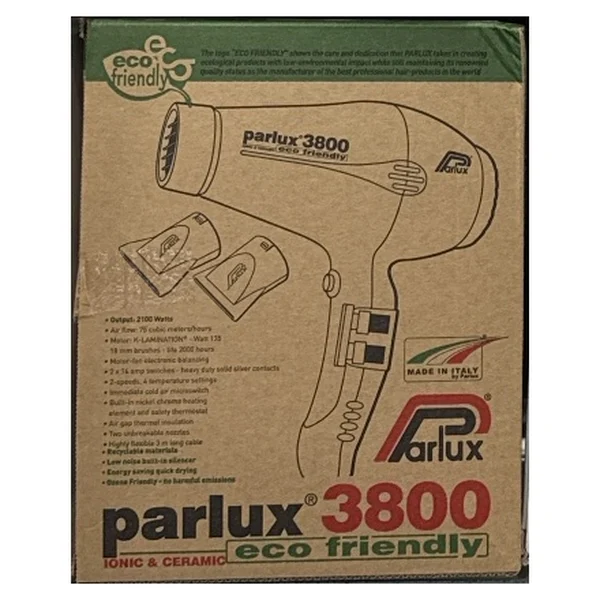 eco
friendly
The logo "ECO FRIENDLY" shows the care and dedication that PARLUX takes in creating
ecological products with low-environmental impact while still maintaining its renowned
quality status as the manufacturer of the best professional hair-products in the world
parlux® 3800
eco friendly
Parlux
• Output: 2100 Watts
• Air flow: 75 cubic meters/hours
• Motor: K-LAMINATION® - Watt 135
18 mm brushes - life 2000 hours
• Motor-fan electronic balancing
• 2 x 16 amp switches - heavy duty solid silver contacts
• 2-speeds, 4 temperature settings
• Immediate cold air microswitch
• Built-in nickel chrome heating
element and safety thermostat
• Air gap thermal insulation
• Two unbreakable nozzles
• Highly flexible 3 m long cable
• Recyclable materials
• Low noise built-in silencer
• Energy saving quick drying
• Ozone Friendly - no harmful emissions
MADE IN ITALY
by Parlux
Parlux®
parlux® 3800
eco friendly
IONIC & CERAMIC